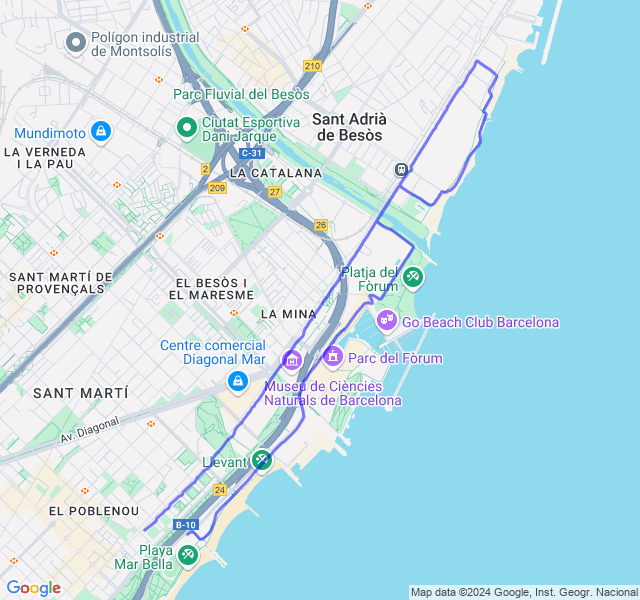 Polígon industrial
de Montsolís
210
Parc Fluvial del Besòs
Mundimoto
Ciutat Esportiva
Dani Jarque
Sant Adrià
de Besòs
LA VERNEDA
I LA PAU
C-31
2
LA CATALANA
209
27
26
SANT MARTÍ DE
PROVENÇALS
EL BESÒS I
EL MARESME
Platja del
Fòrum
LA MINA
Go Beach Club Barcelona
Centre comercial
Diagonal Mar
Parc del Fòrum
Museu de Ciències
Naturals de Barcelona
SANT MARTÍ
Av. Diagonal
Llevant
24
EL POBLENOU
B-10
Playa
Mar Bella
Google
Map data ©2024 Google, Inst. Geogr. Nacional